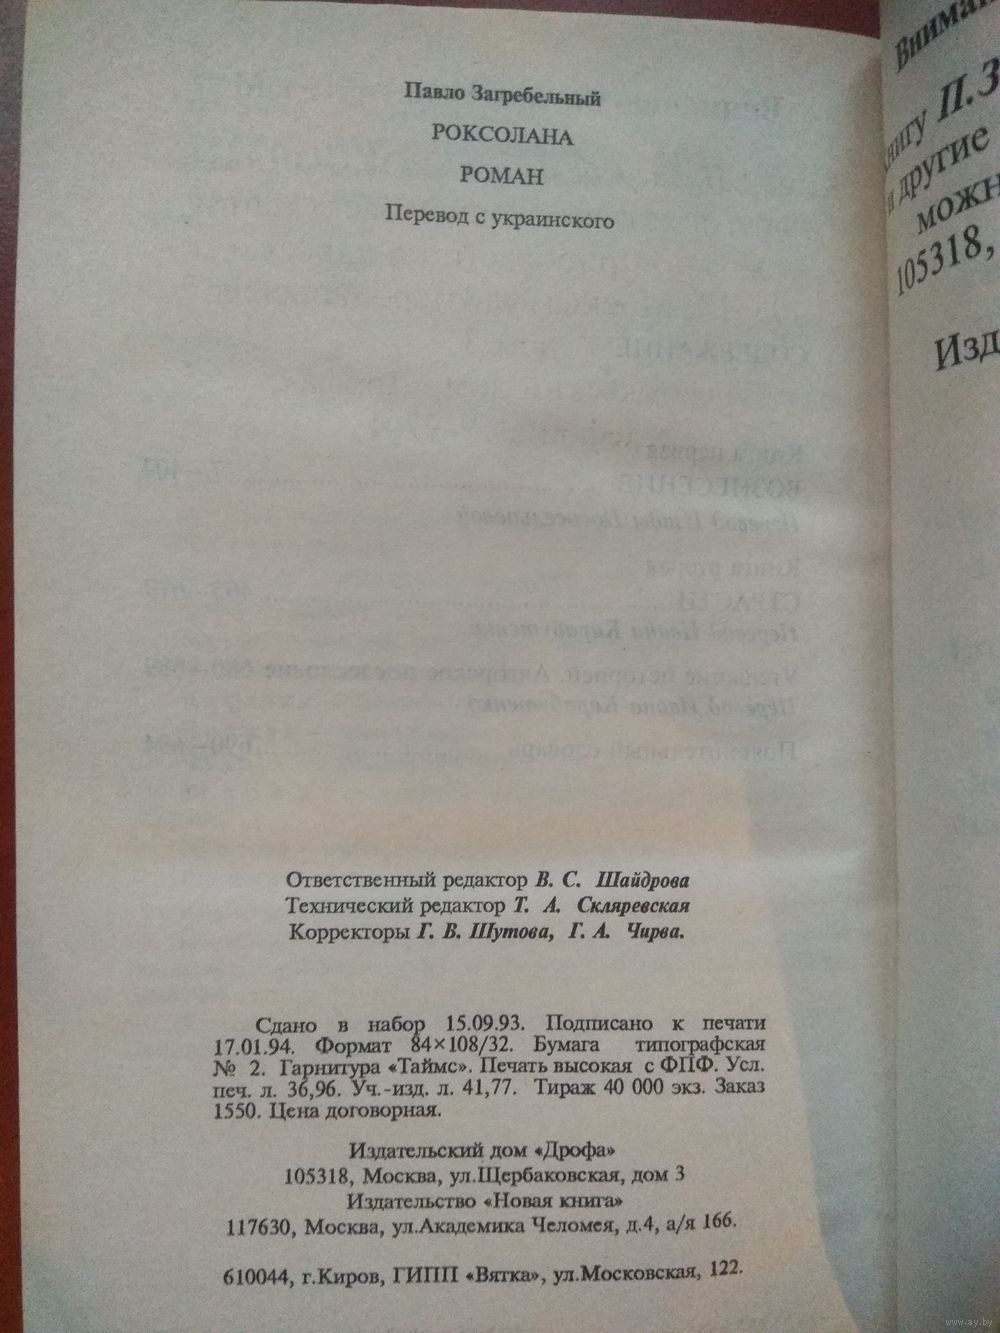 Павло Загребельный
РОКСОЛАНА
РОМАН
Перевод с украинского
Ответственный редактор В. С. Шайдрова
Технический редактор Т. А. Скляревская
Корректоры Г. В. Шутова, Г. А. Чирва.
Сдано в набор 15.09.93. Подписано к печати
17.01.94. Формат 84×108/32. Бумага типографская
№ 2. Гарнитура «Таймс». Печать высокая с ФПФ. Усл.
печ. л. 36,96. Уч.-изд. л. 41,77. Тираж 40 000 экз. Заказ
1550. Цена договорная.
Издательский дом «Дрофа»
105318, Москва, ул.Щербаковская, дом 3
Издательство «Новая книга»
117630, Москва, ул.Академика Челомея, д.4, а/я 166.
610044, г.Киров, ГИПП «Вятка», ул.Московская, 122.
П.З
и другие
можн
105318,
Изд
www.ay.by